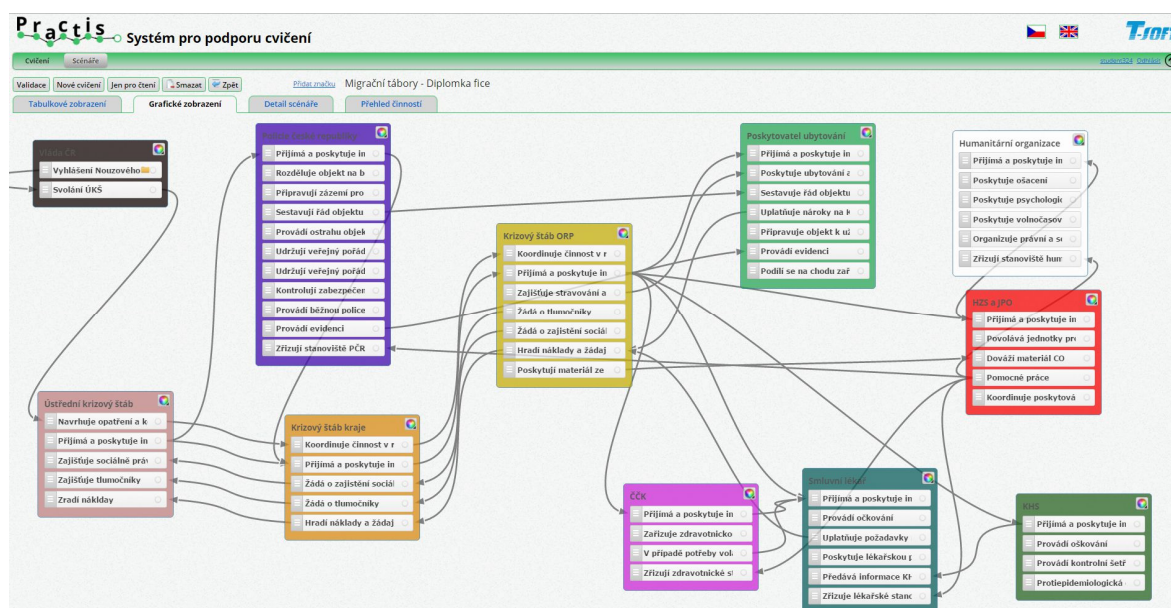 Practis Systém pro podporu cvičení
T-SOFT
Cvičení Scénáře
student324 Odhlásit
Validace Nové cvičení Jen pro čtení Smazat Zpět Přidat značku Migrační tábory - Diplomka fice
Tabulkové zobrazení Grafické zobrazení Detail scénáře Přehled činností
Vláda ČR
Vyhlášení Nouzového
Svolání ÚKŠ
Policie České republiky
Přijímá a poskytuje in
Rozděluje objekt na b
Připravují zázení pro
Sestavují řád objektu
Provádí ostrahu objek
Udržují veřejný pořád
Udržují veřejný pořád
Kontrolují zabezpečen
Provádí běžnou police
Provádí evidenci
Zřizují stanoviště PČR
Krizový štáb ORP
Koordinuje činnost v r
Přijímá a poskytuje in
Zajišťuje stravování a
Žádá o tlumočníky
Žádá o zajistění sociál
Hradí náklady a žádaj
Poskytují materiál ze
Poskytovatel ubytování
Přijímá a poskytuje in
Poskytuje ubytování a
Sestavuje řád objektu
Uplatňuje nároky na k
Připravuje objekt k už
Provádí evidenci
Podílí se na chodu zař
Humanitární organizace
Přijímá a poskytuje in
Poskytuje ošacení
Poskytuje psychologic
Poskytuje volnočasov
Organizuje právní a so
Zřizují stanoviště hum
HZS a JPO
Přijímá a poskytuje in
Povolává jednotky pro
Dováží materiál CO
Pomocné práce
Koordinuje poskytová
Ústřední krizový štáb
Navrhuje opatření a k
Přijímá a poskytuje in
Zajišťuje sociálně práv
Zajišťuje tlumočníky
Zradí náklday
Krizový štáb kraje
Koordinuje činnost v r
Přijímá a poskytuje in
Žádá o zajistění sociál
Žádá o tlumočníky
Hradí náklady a žádaj
ČČK
Přijímá a poskytuje in
Zařizuje zdravotnicko
V případě potřeby vol
Zřizují zdravotnické st
Smluvní lékař
Přijímá a poskytuje in
Provádí očkování
Uplatňuje požadavky
Poskytuje lékařskou p
Předává informace KH
Zřizuje lékařské stano
KHS
Přijímá a poskytuje in
Provádí oškování
Provádí kontrolní šetř
Protiepidemiologická